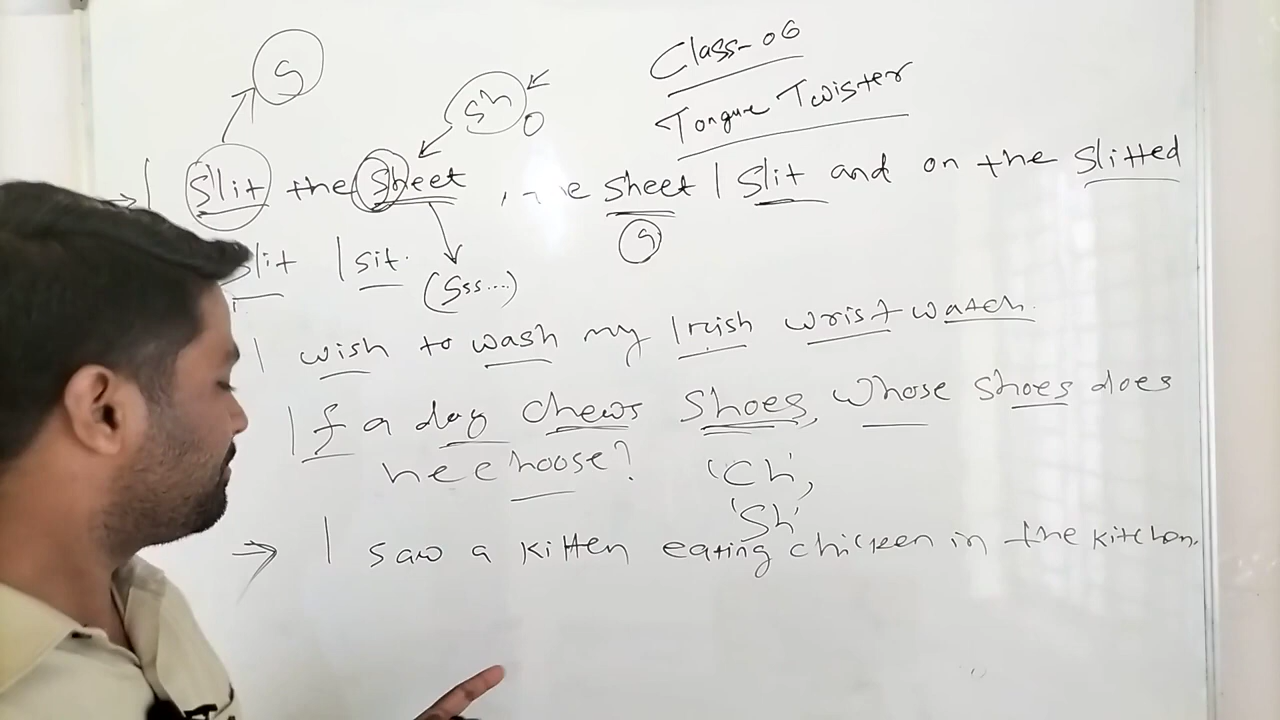 Class-06
Tongue Twister
S
sh
I slit the sheet, sheet I slit and on the slitted
slit I sit.
S
(Sss....)
I wish to wash my Irish wrist watch.
If a dog chews shoes, whose shoes does
he choose? 'Ch',
'Sh'
I saw a kitten eating chicken in the kitchen.